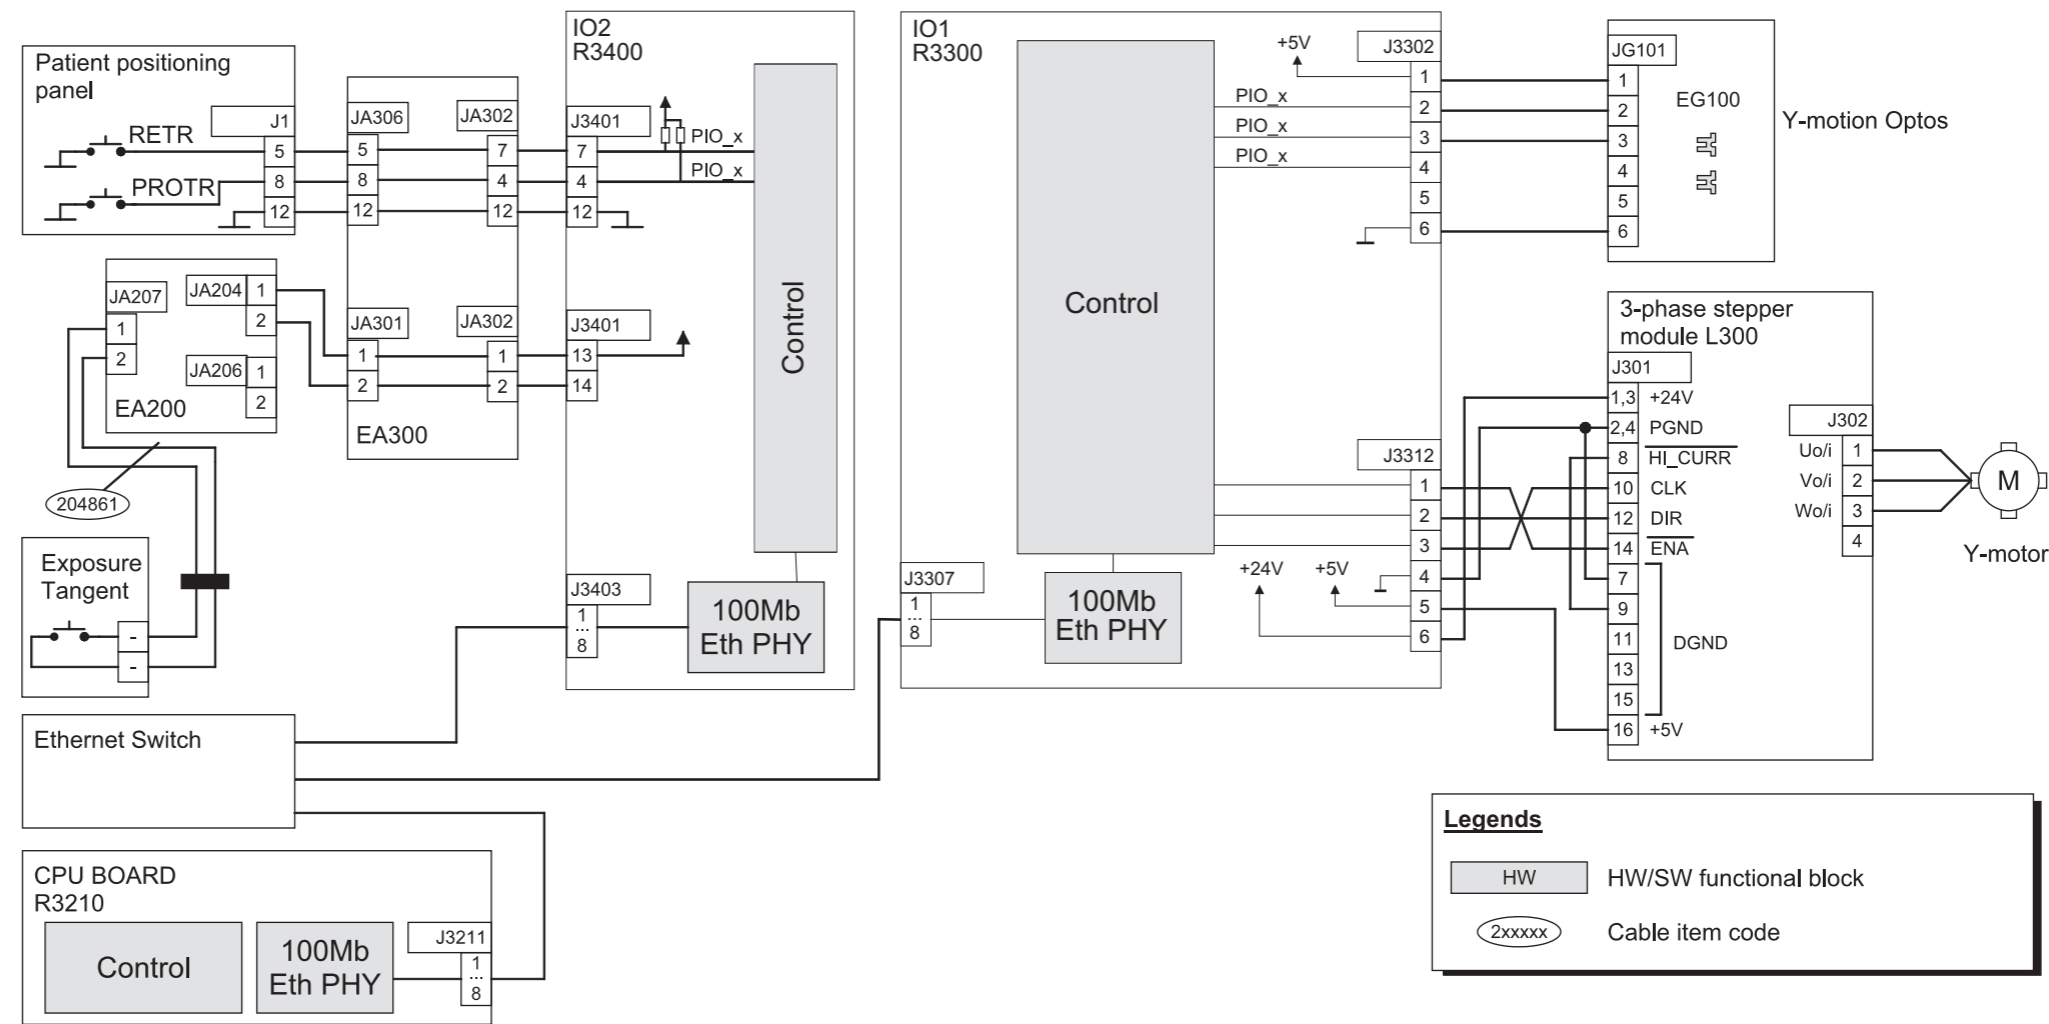 Patient positioning
panel
J1
RETR
5
PROTR
8
12
JA306
5
8
12
JA302
7
4
12
IO2
R3400
J3401
7
4
12
PIO_x
PIO_x
Control
JA207
1
2
JA204
1
2
JA206
1
2
EA200
JA301
1
2
JA302
1
2
EA300
J3401
13
14
204861
Exposure
Tangent
-
-
J3403
1
...
8
100Mb
Eth PHY
Ethernet Switch
CPU BOARD
R3210
Control
100Mb
Eth PHY
J3211
1
...
8
IO1
R3300
Control
+5V
J3302
1
PIO_x
2
PIO_x
3
PIO_x
4
5
6
JG101
1
2
3
4
5
6
EG100
Y-motion Optos
J3307
1
...
8
100Mb
Eth PHY
J3312
1
2
3
4
5
6
+24V
+5V
3-phase stepper
module L300
J301
1,3 +24V
2,4 PGND
8 HI_CURR
10 CLK
12 DIR
14 ENA
7
9
11
13
15
DGND
16 +5V
J302
Uo/i 1
Vo/i 2
Wo/i 3
4
M
Y-motor
Legends
HW HW/SW functional block
2xxxxx Cable item code